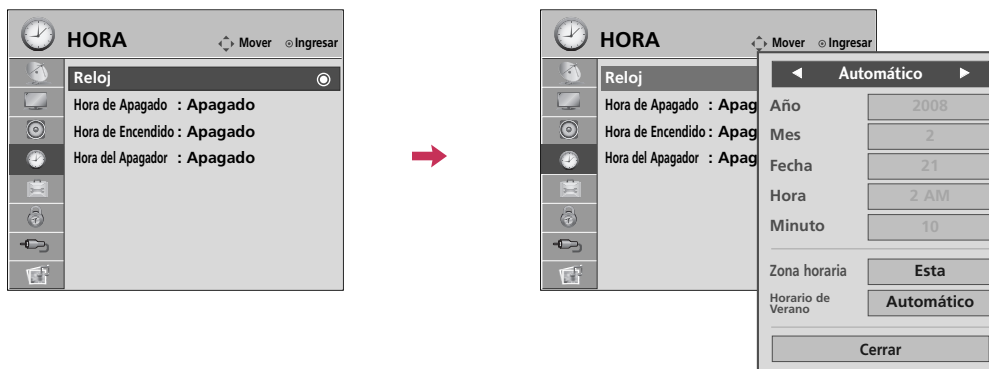 HORA
Mover Ingresar
Reloj
Hora de Apagado : Apagado
Hora de Encendido : Apagado
Hora del Apagador : Apagado
HORA
Mover Ingresar
Reloj
Hora de Apagado : Apag
Hora de Encendido : Apag
Hora del Apagador : Apag
Automático
Año 2008
Mes 2
Fecha 21
Hora 2 AM
Minuto 10
Zona horaria Esta
Horario de
Verano Automático
Cerrar